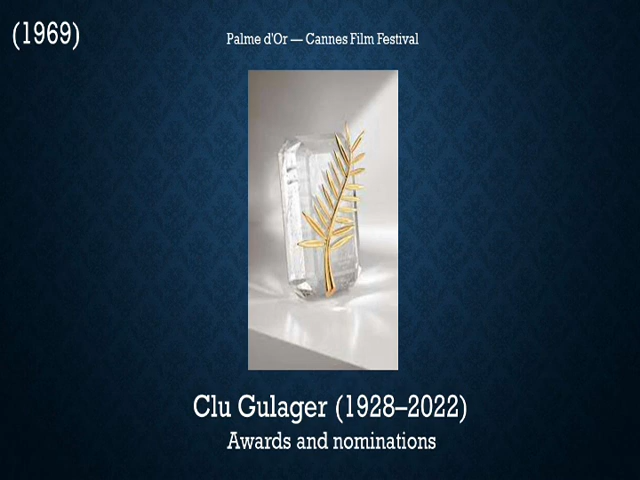 (1969)
Palme d'Or — Cannes Film Festival
Clu Gulager (1928–2022)
Awards and nominations